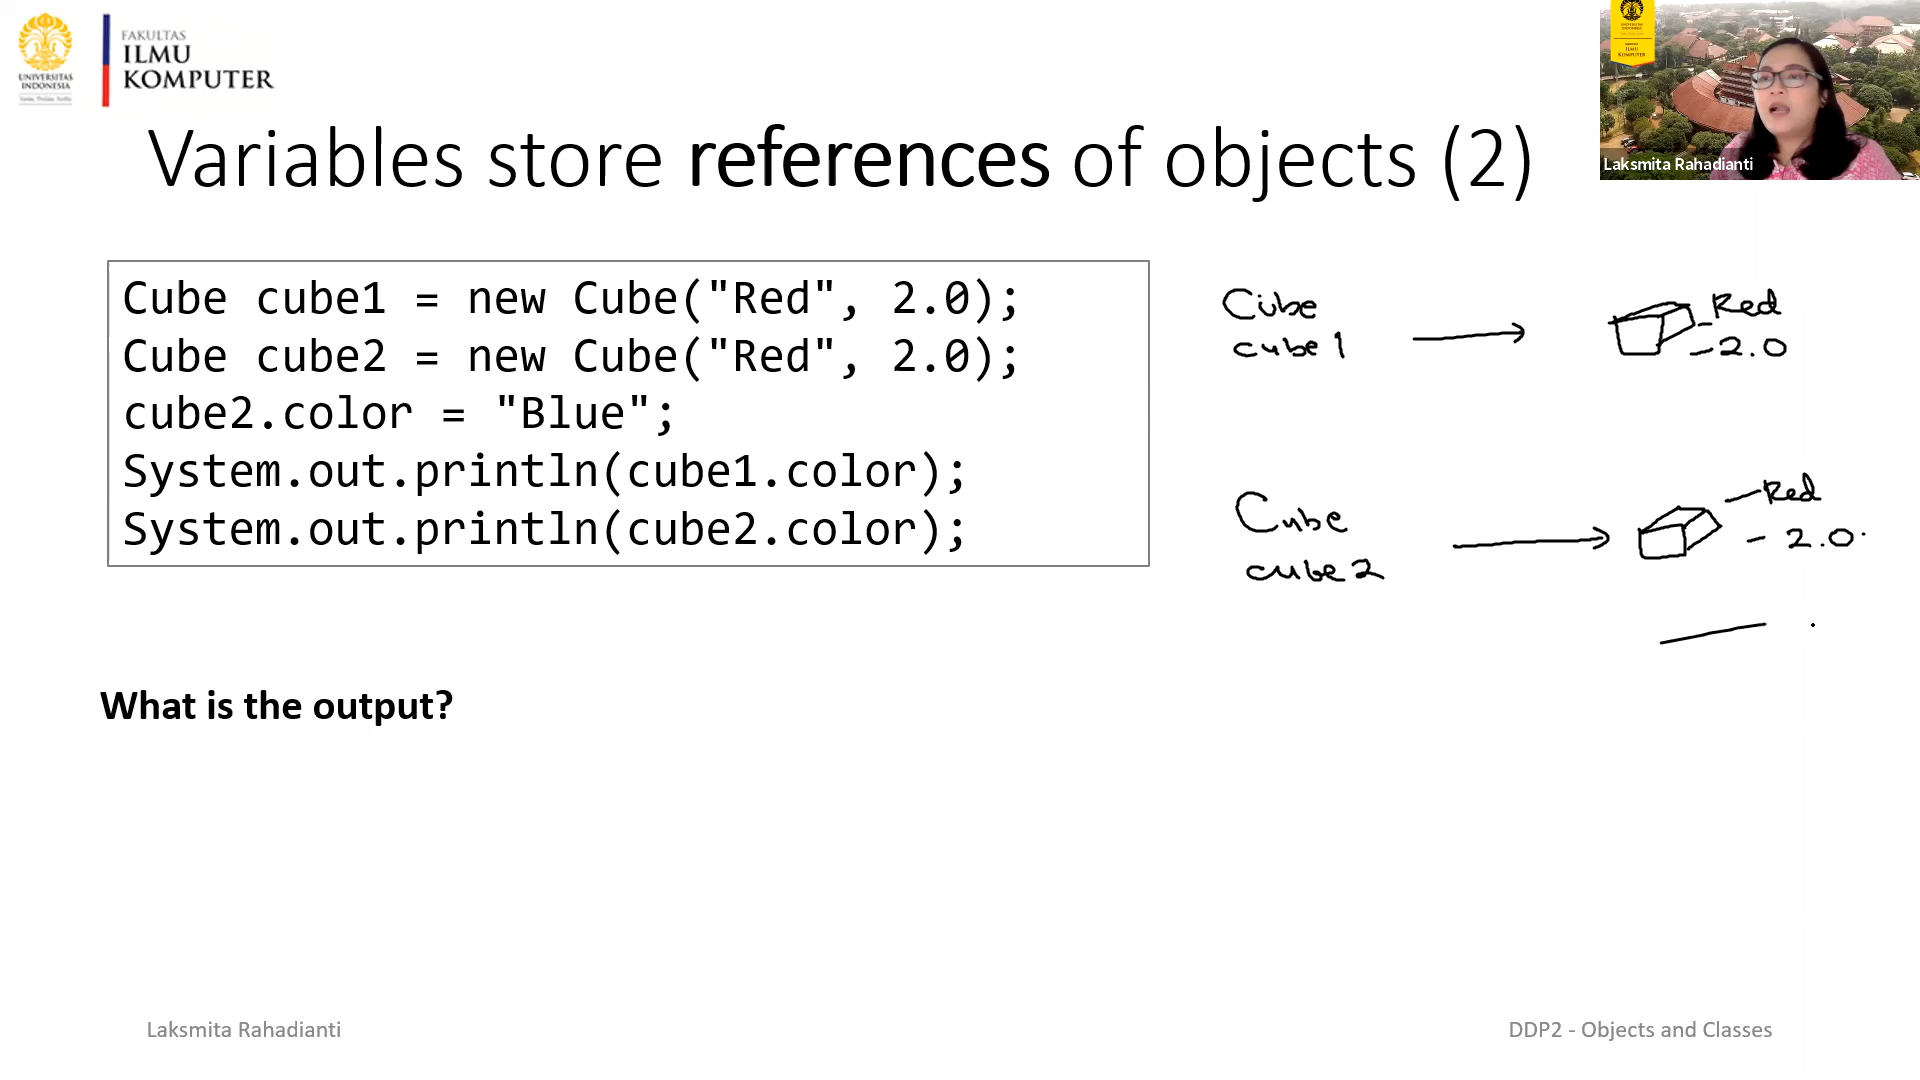 UNIVERSITAS
INDONESIA
FAKULTAS
ILMU
KOMPUTER
Laksmita Rahadianti
Variables store references of objects (2)
Cube cube1 = new Cube("Red", 2.0);
Cube cube2 = new Cube("Red", 2.0);
cube2.color = "Blue";
System.out.println(cube1.color);
System.out.println(cube2.color);
Cube
cube 1
Red
2.0
Cube
cube 2
Red
2.0
What is the output?
Laksmita Rahadianti
DDP2 - Objects and Classes